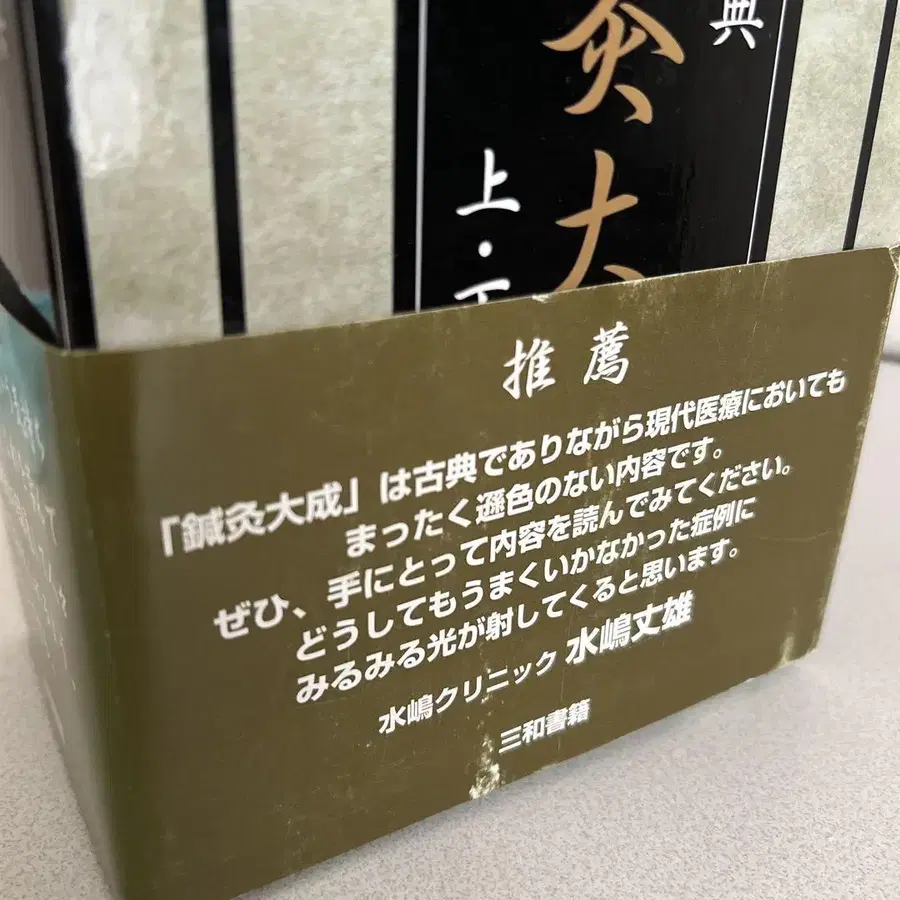 典
灸大
上・下
推薦
「鍼灸大成」は古典でありながら現代医療においても
まったく遜色のない内容です。
ぜひ、手にとって内容を読んでみてください。
どうしてもうまくいかなかった症例に
みるみる光が射してくると思います。
水嶋クリニック 水嶋丈雄
三和書籍